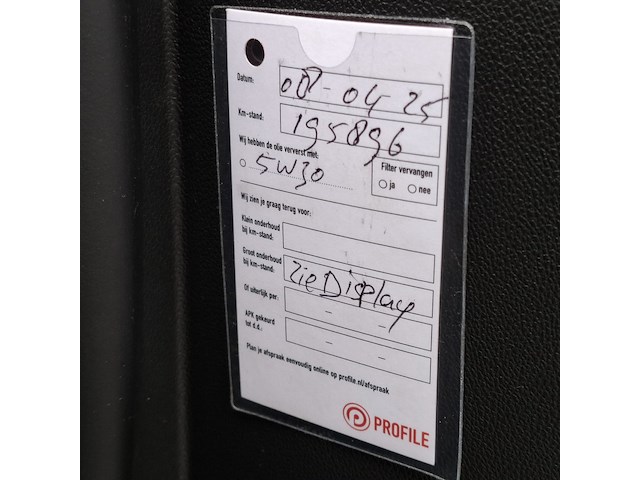 Datum: 08-04-25
Km-stand: 195896
Wij hebben de olie ververst met:
5W30
Filter vervangen
ja nee
Wij zien je graag terug voor:
Klein onderhoud
bij km-stand:
Groot onderhoud
bij km-stand: zie Display
Of uiterlijk per: – –
APK gekeurd
tot d.d.: – –
Plan je afspraak eenvoudig online op profile.nl/afspraak
PROFILE